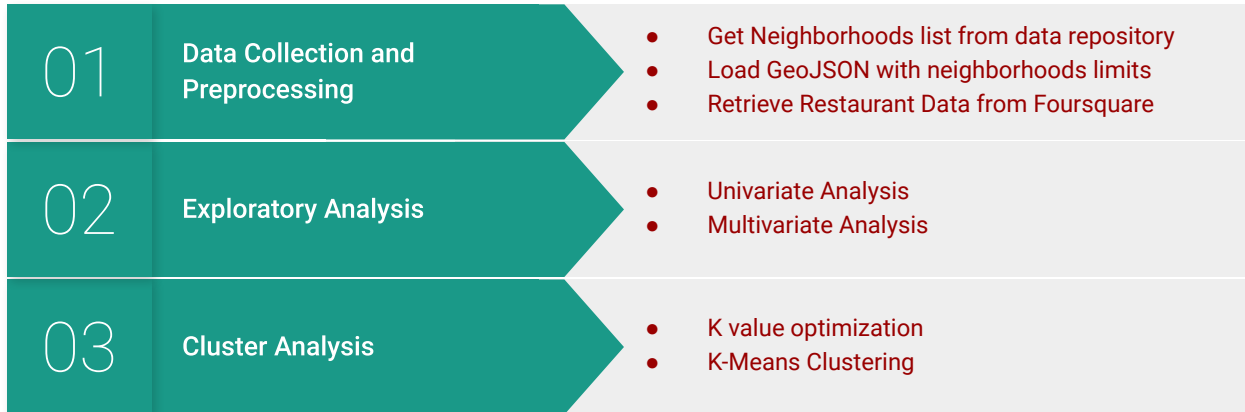 01
Data Collection and
Preprocessing
● Get Neighborhoods list from data repository
● Load GeoJSON with neighborhoods limits
● Retrieve Restaurant Data from Foursquare
02
Exploratory Analysis
● Univariate Analysis
● Multivariate Analysis
03
Cluster Analysis
● K value optimization
● K-Means Clustering